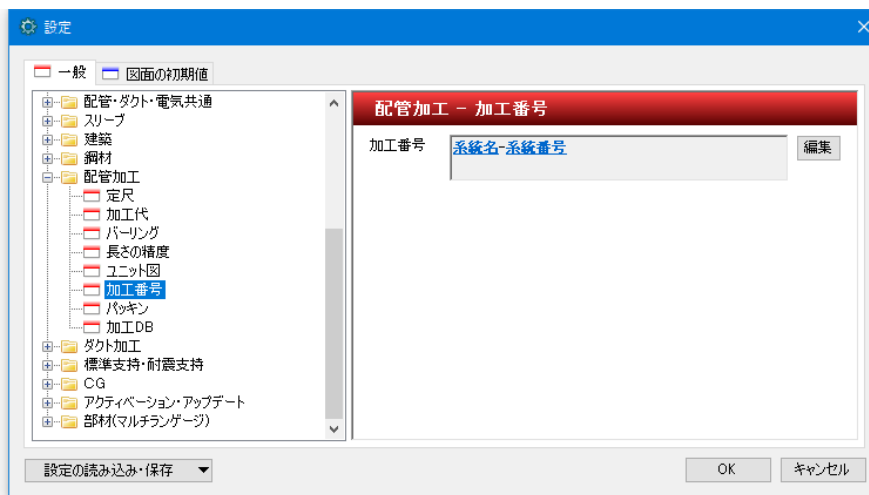 設定
一般
図面の初期値
配管・ダクト・電気共通
スリーブ
建築
鋼材
配管加工
定尺
加工代
バーリング
長さの精度
ユニット図
加工番号
パッキン
加工DB
ダクト加工
標準支持・耐震支持
CG
アクティベーション・アップデート
部材(マルチランゲージ)
配管加工 - 加工番号
加工番号
系統名-系統番号
編集
設定の読み込み・保存
OK
キャンセル